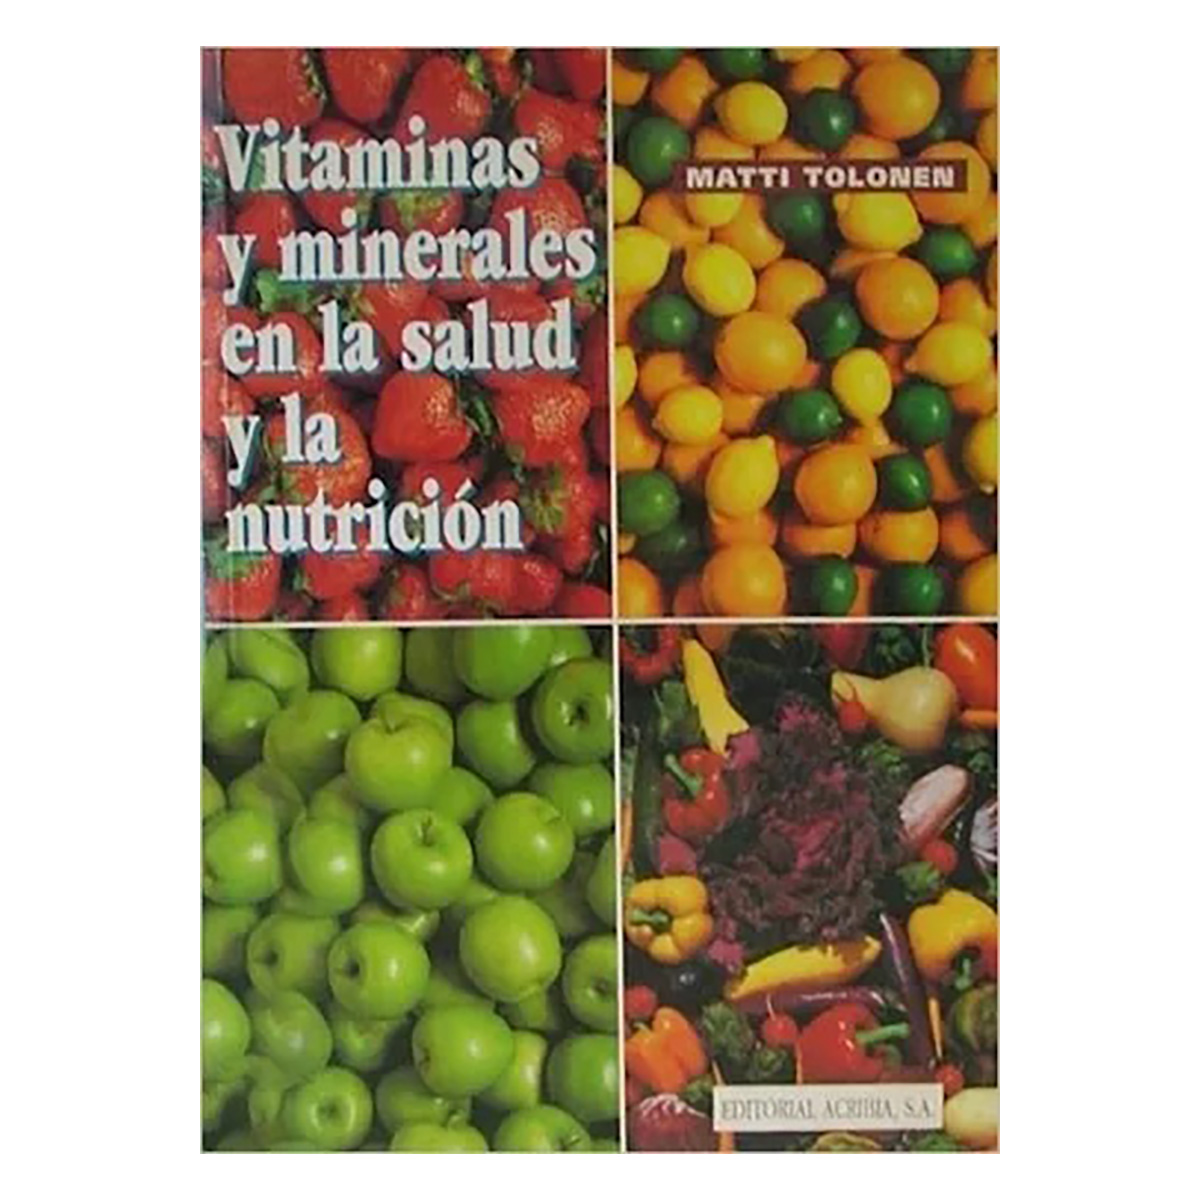 Vitaminas
y minerales
en la salud
y la
nutrición
MATTI TOLONEN
EDITORIAL ACRIBIA, S.A.